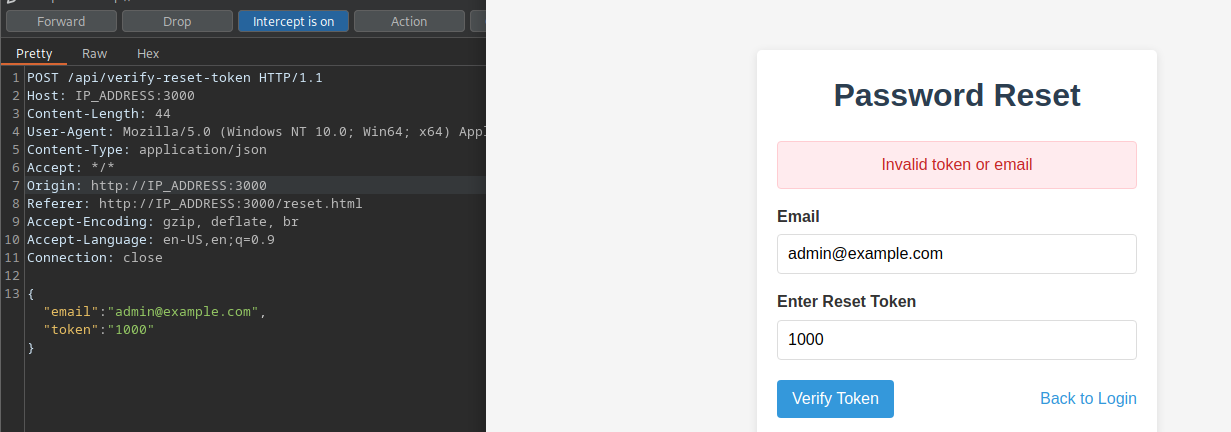 Forward Drop Intercept is on Action
Pretty Raw Hex
1 POST /api/verify-reset-token HTTP/1.1
2 Host: IP_ADDRESS:3000
3 Content-Length: 44
4 User-Agent: Mozilla/5.0 (Windows NT 10.0; Win64; x64) Appl
5 Content-Type: application/json
6 Accept: */*
7 Origin: http://IP_ADDRESS:3000
8 Referer: http://IP_ADDRESS:3000/reset.html
9 Accept-Encoding: gzip, deflate, br
10 Accept-Language: en-US,en;q=0.9
11 Connection: close
12
13 {
"email":"admin@example.com",
"token":"1000"
}
Password Reset
Invalid token or email
Email
admin@example.com
Enter Reset Token
1000
Verify Token Back to Login